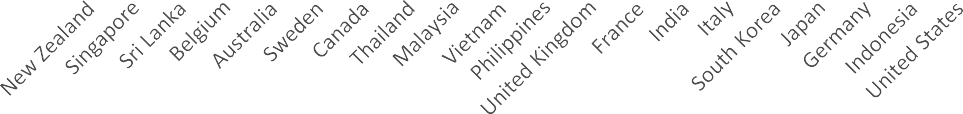 New Zealand
Singapore
Sri Lanka
Belgium
Australia
Sweden
Canada
Thailand
Malaysia
Vietnam
Philippines
United Kingdom
France
India
Italy
South Korea
Japan
Germany
Indonesia
United States